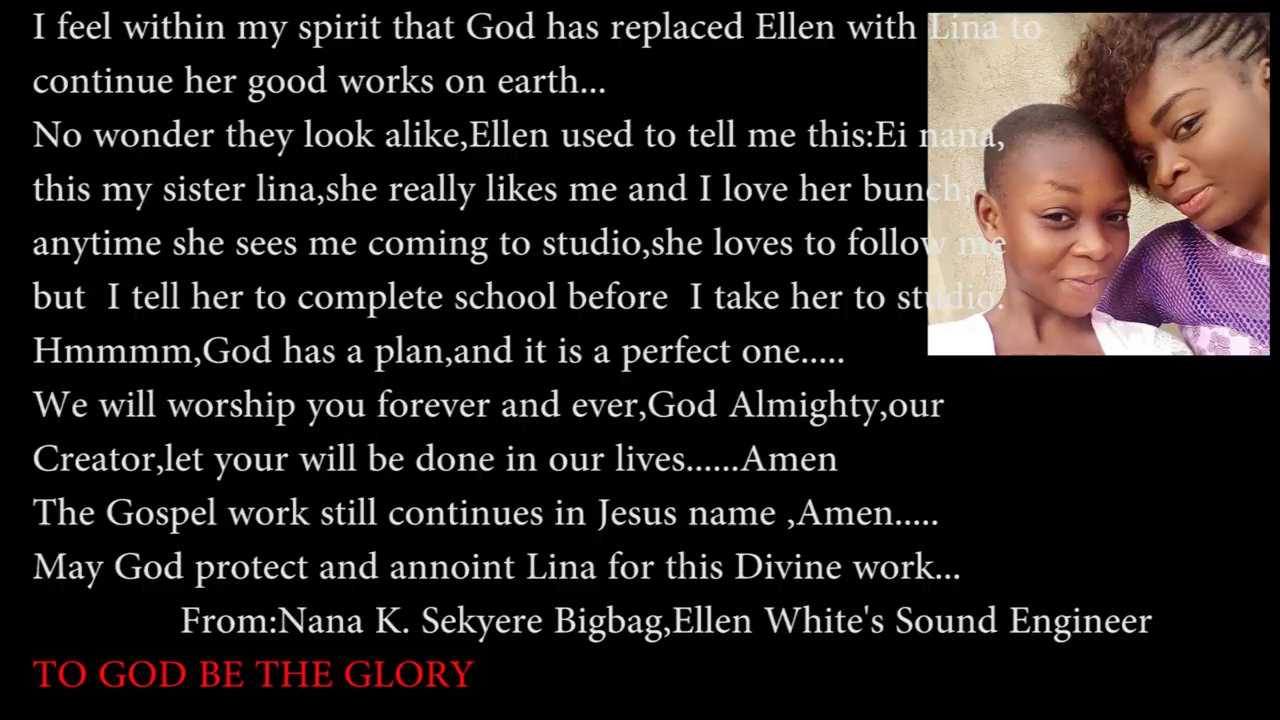 I feel within my spirit that God has replaced Ellen with Lina to
continue her good works on earth...
No wonder they look alike,Ellen used to tell me this:Ei nana,
this my sister lina,she really likes me and I love her bunch,
anytime she sees me coming to studio,she loves to follow me
but  I tell her to complete school before  I take her to studio.
Hmmmm,God has a plan,and it is a perfect one.....
We will worship you forever and ever,God Almighty,our
Creator,let your will be done in our lives......Amen
The Gospel work still continues in Jesus name ,Amen.....
May God protect and annoint Lina for this Divine work...
From:Nana K. Sekyere Bigbag,Ellen White's Sound Engineer
TO GOD BE THE GLORY